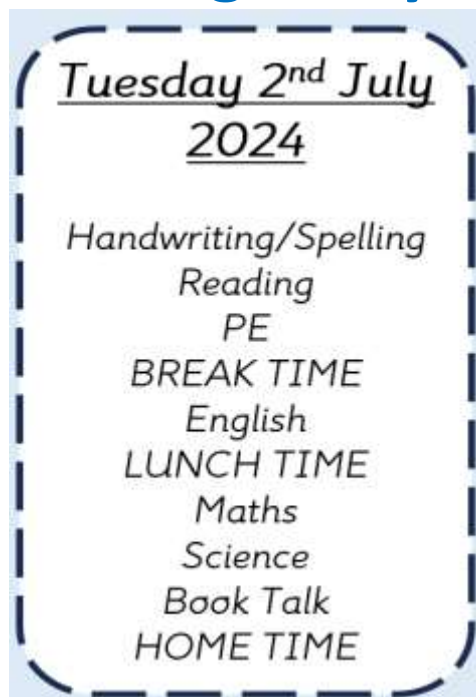 Tuesday 2nd July
2024
Handwriting/Spelling
Reading
PE
BREAK TIME
English
LUNCH TIME
Maths
Science
Book Talk
HOME TIME